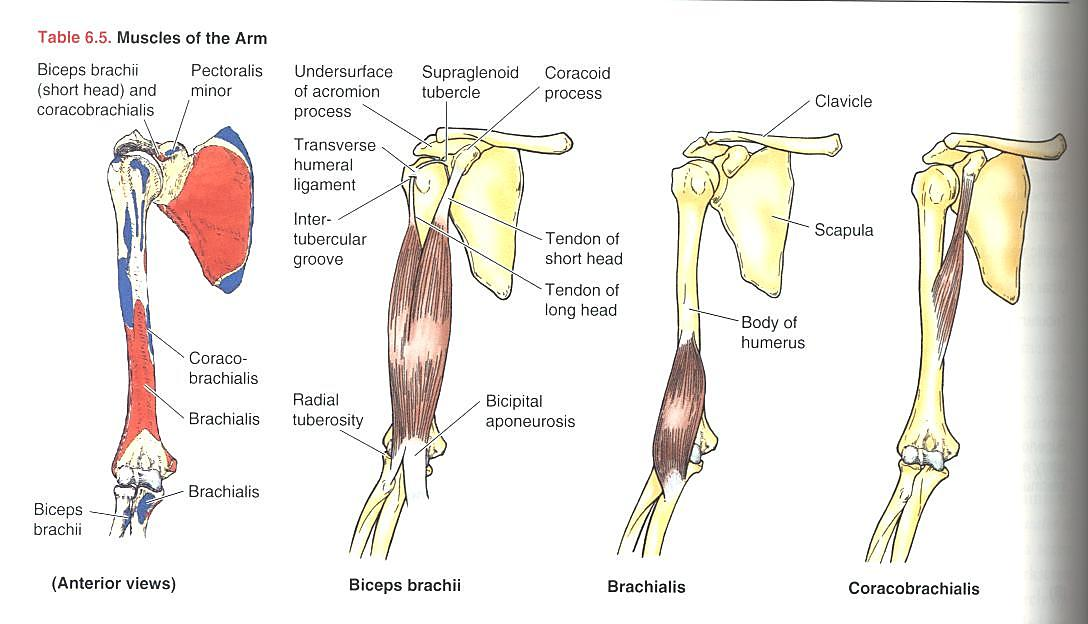 Table 6.5. Muscles of the Arm
Biceps brachii
(short head) and
coracobrachialis
Pectoralis
minor
Undersurface
of acromion
process
Supraglenoid
tubercle
Coracoid
process
Clavicle
Transverse
humeral
ligament
Inter-
tubercular
groove
Tendon of
short head
Tendon of
long head
Scapula
Body of
humerus
Coraco-
brachialis
Brachialis
Radial
tuberosity
Bicipital
aponeurosis
Brachialis
Biceps
brachii
(Anterior views)
Biceps brachii
Brachialis
Coracobrachialis